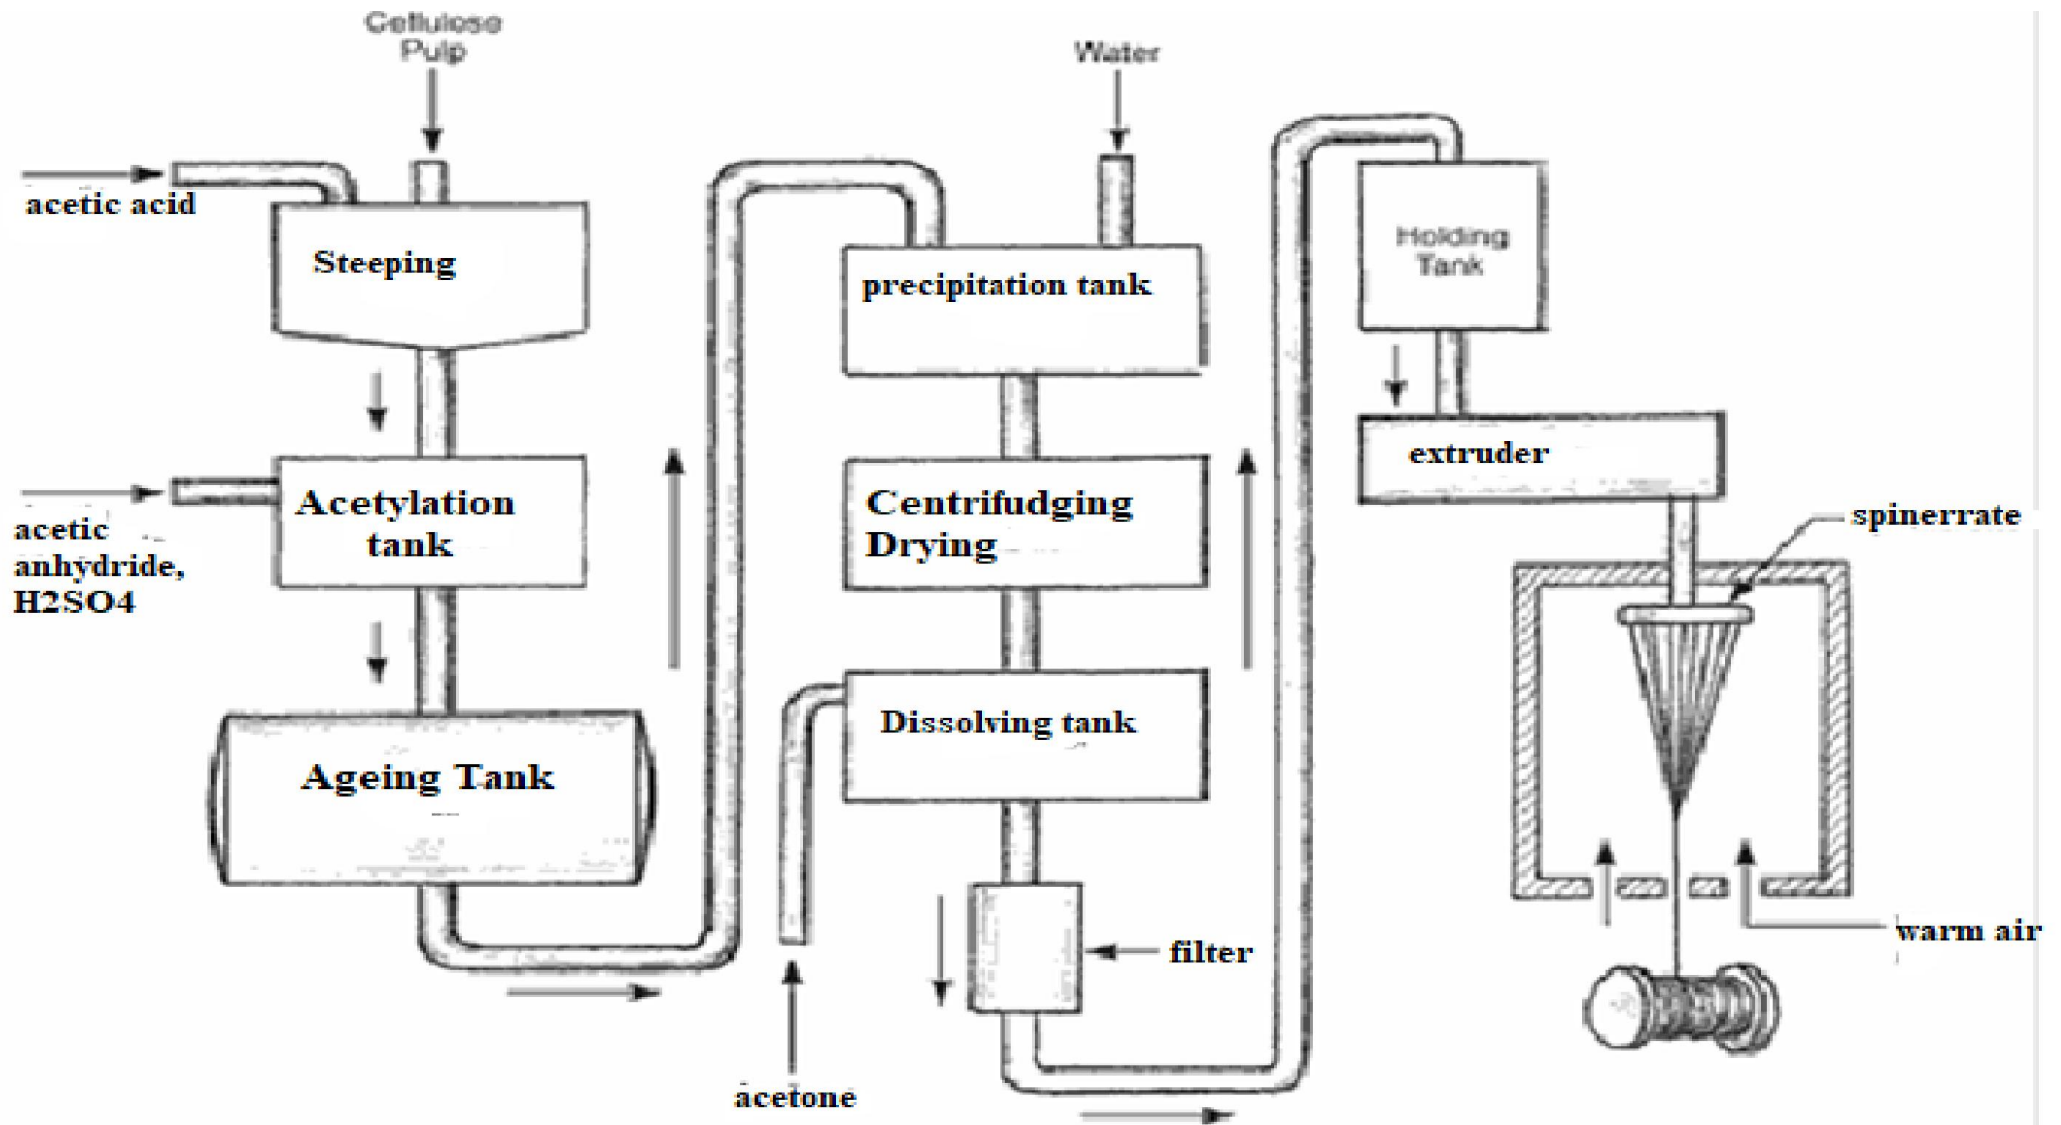 Cellulose
Pulp
acetic acid
Steeping
Acetylation
tank
acetic
anhydride,
H2SO4
Ageing Tank
Water
precipitation tank
Centrifudging
Drying
Dissolving tank
filter
acetone
Holding
Tank
extruder
spinerrate
warm air